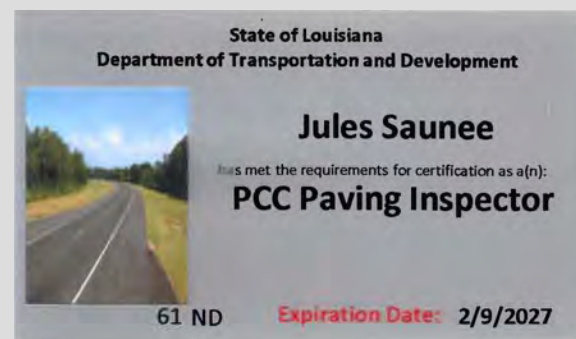 State of Louisiana
Department of Transportation and Development
Jules Saunee
has met the requirements for certification as a(n):
PCC Paving Inspector
61 ND
Expiration Date: 2/9/2027